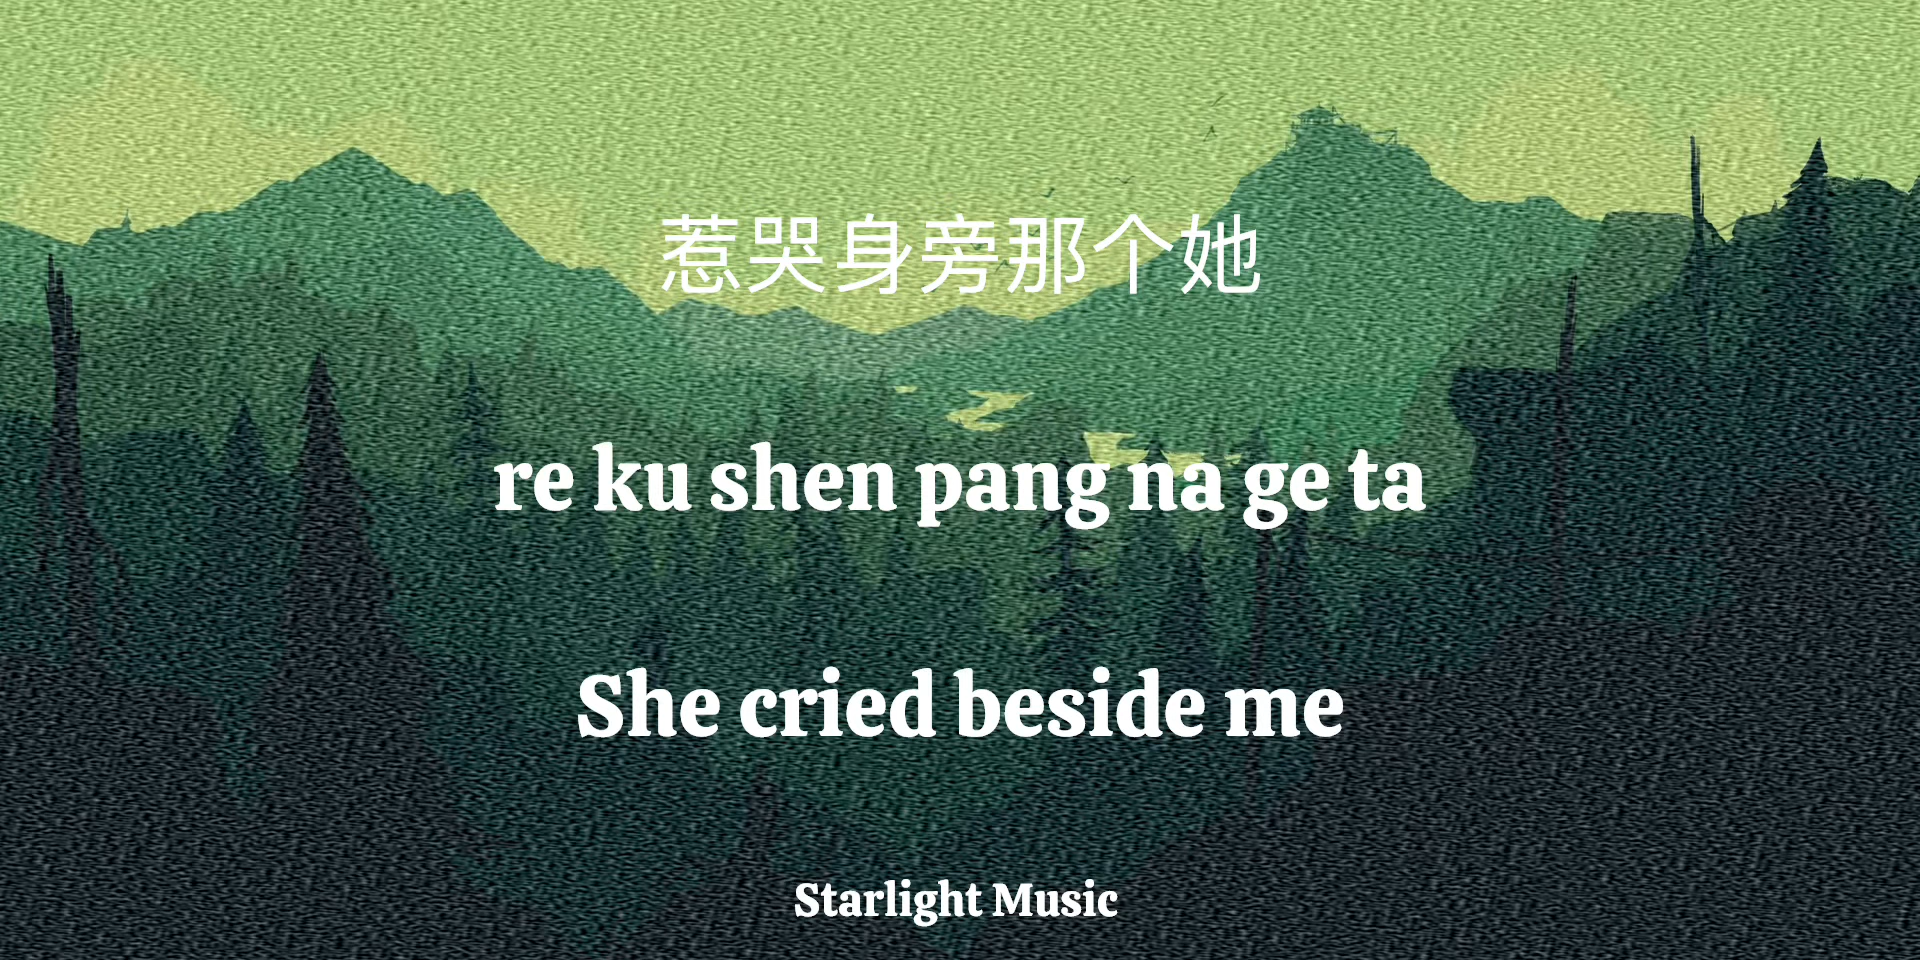 惹哭身旁那个她
re ku shen pang na ge ta
She cried beside me
Starlight Music